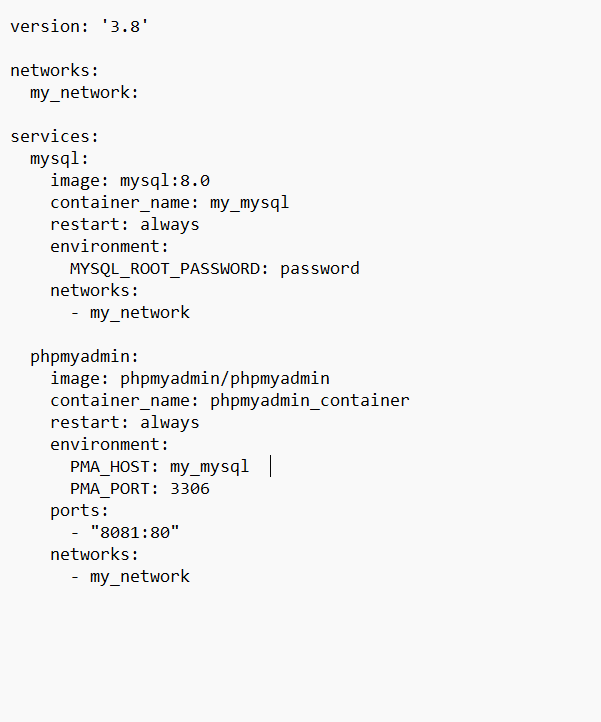 version: '3.8'

networks:
  my_network:

services:
  mysql:
    image: mysql:8.0
    container_name: my_mysql
    restart: always
    environment:
      MYSQL_ROOT_PASSWORD: password
    networks:
      - my_network

  phpmyadmin:
    image: phpmyadmin/phpmyadmin
    container_name: phpmyadmin_container
    restart: always
    environment:
      PMA_HOST: my_mysql
      PMA_PORT: 3306
    ports:
      - "8081:80"
    networks:
      - my_network